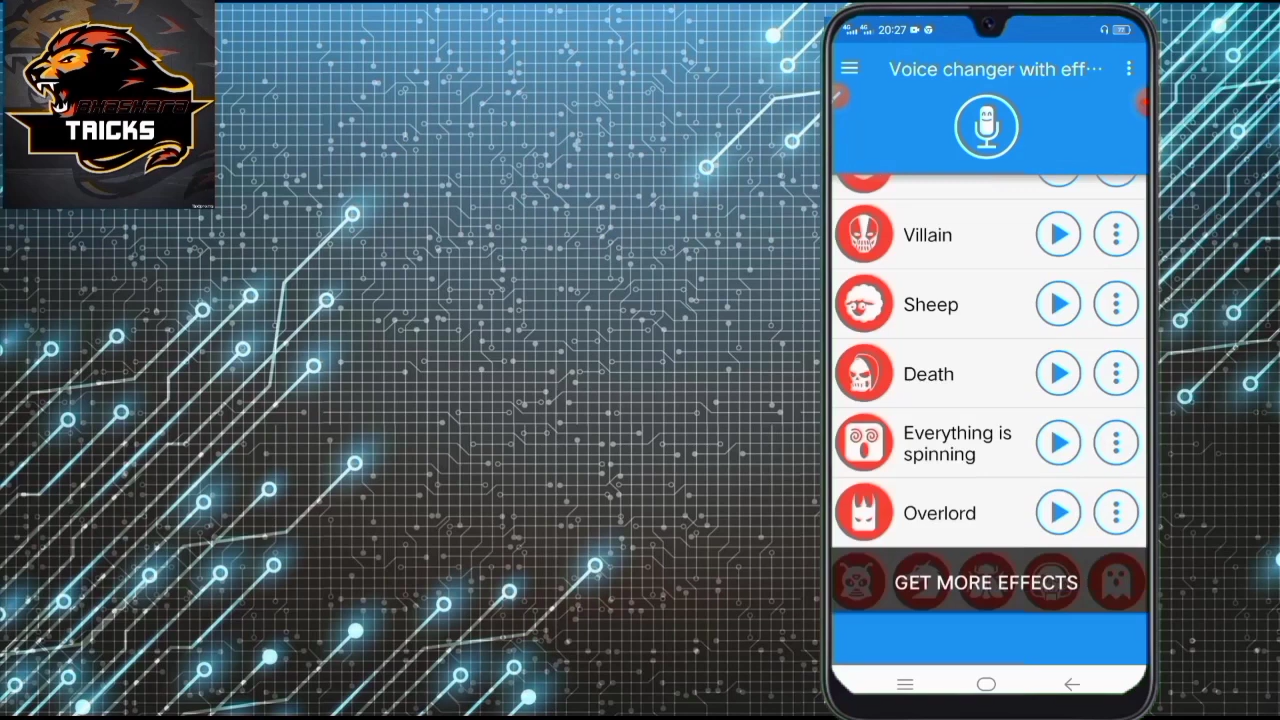 TRICKS
20:27
Voice changer with eff...
Villain
Sheep
Death
Everything is
spinning
Overlord
GET MORE EFFECTS